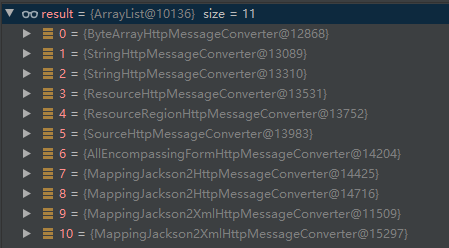 result = {ArrayList@10136} size = 11
0 = {ByteArrayHttpMessageConverter@12868}
1 = {StringHttpMessageConverter@13089}
2 = {StringHttpMessageConverter@13310}
3 = {ResourceHttpMessageConverter@13531}
4 = {ResourceRegionHttpMessageConverter@13752}
5 = {SourceHttpMessageConverter@13983}
6 = {AllEncompassingFormHttpMessageConverter@14204}
7 = {MappingJackson2HttpMessageConverter@14425}
8 = {MappingJackson2HttpMessageConverter@14716}
9 = {MappingJackson2XmlHttpMessageConverter@11509}
10 = {MappingJackson2XmlHttpMessageConverter@15297}